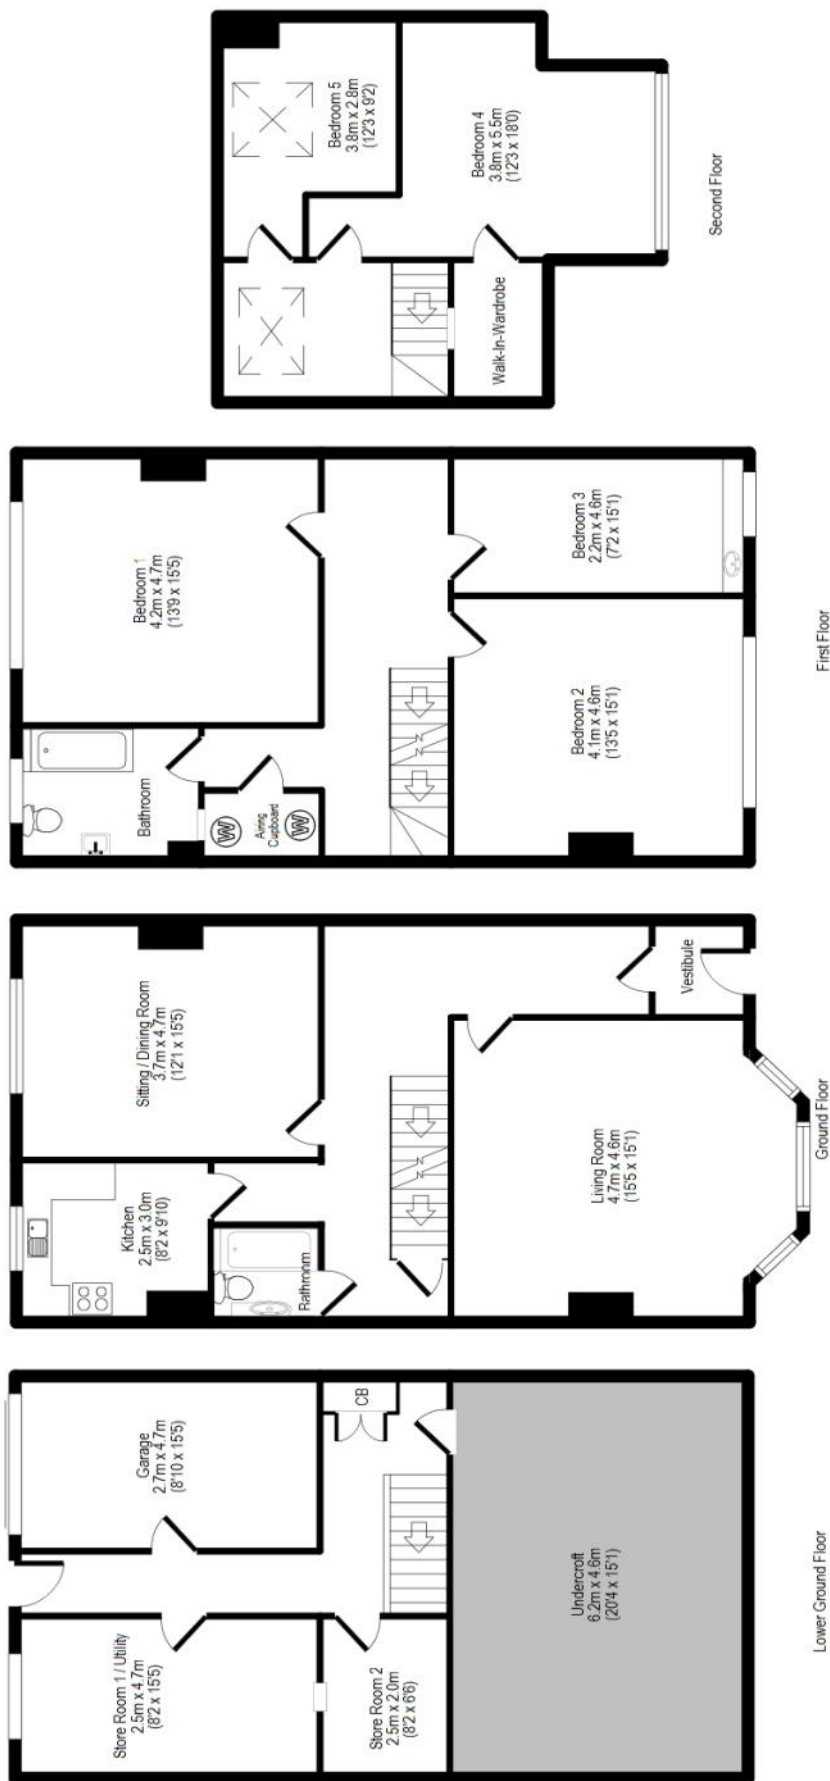 Lower Ground Floor
Store Room 1 / Utility
2.5m x 4.7m
(8'2 x 15'5)
Garage
2.7m x 4.7m
(8'10 x 15'5)
Store Room 2
2.5m x 2.0m
(8'2 x 6'6)
CB
Undercroft
6.2m x 4.6m
(20'4 x 15'1)
Ground Floor
Kitchen
2.5m x 3.0m
(8'2 x 9'10)
Sitting / Dining Room
3.7m x 4.7m
(12'1 x 15'5)
Bathroom
Living Room
4.7m x 4.6m
(15'5 x 15'1)
Vestibule
First Floor
Bathroom
Bedroom 1
4.2m x 4.7m
(13'9 x 15'5)
W
Airing
Cupboard
W
Bedroom 2
4.1m x 4.6m
(13'5 x 15'1)
Bedroom 3
2.2m x 4.6m
(7'2 x 15'1)
Second Floor
Bedroom 5
3.8m x 2.8m
(12'3 x 9'2)
Bedroom 4
3.8m x 5.5m
(12'3 x 18'0)
Walk-In-Wardrobe